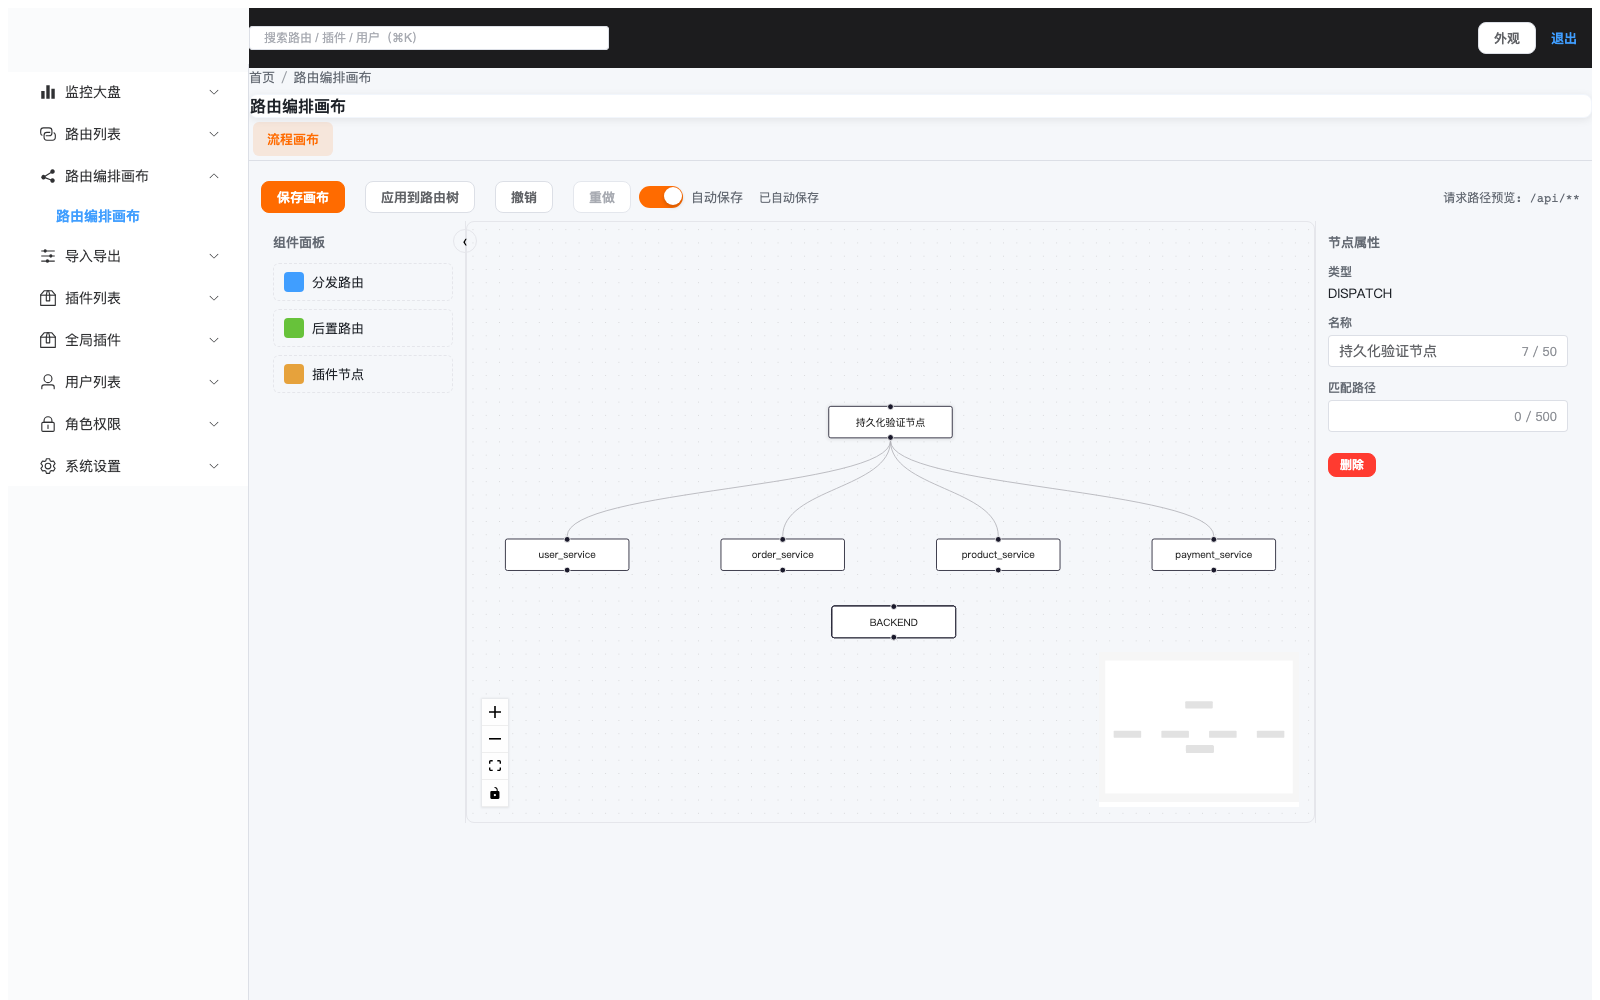 搜索路由 / 插件 / 用户（⌘K）
外观
退出
监控大盘
路由列表
路由编排画布
路由编排画布
导入导出
插件列表
全局插件
用户列表
角色权限
系统设置
首页 / 路由编排画布
路由编排画布
流程画布
保存画布
应用到路由树
撤销
重做
自动保存
已自动保存
请求路径预览: /api/**
组件面板
分发路由
后置路由
插件节点
持久化验证节点
user_service
order_service
product_service
payment_service
BACKEND
节点属性
类型
DISPATCH
名称
持久化验证节点
7 / 50
匹配路径
0 / 500
删除